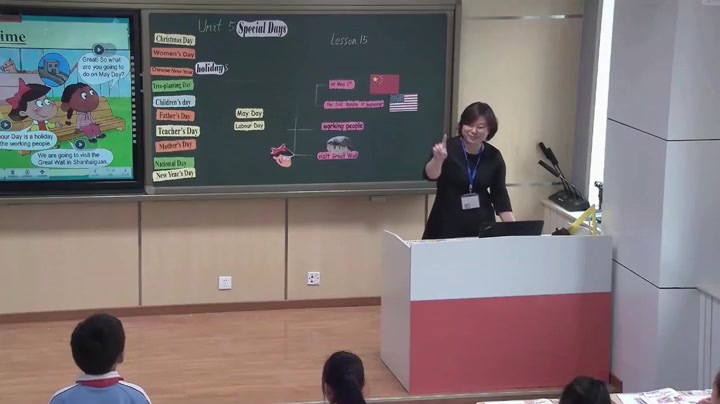 ime
Great! So what
are you going to
do on May Day?
our Day is a holiday
the working people.
We are going to visit the
Great Wall in Shanhaiguan.
Unit 5 Special Days
Lesson 15
Christmas Day
Women's Day
Chinese New Year
holidays
Tree-planting Day
Children's day
Father's Day
Teacher's Day
Mother's Day
National Day
New Year's Day
May Day
Labour Day
on May 1st
the first Monday of September
working people
visit Great Wall